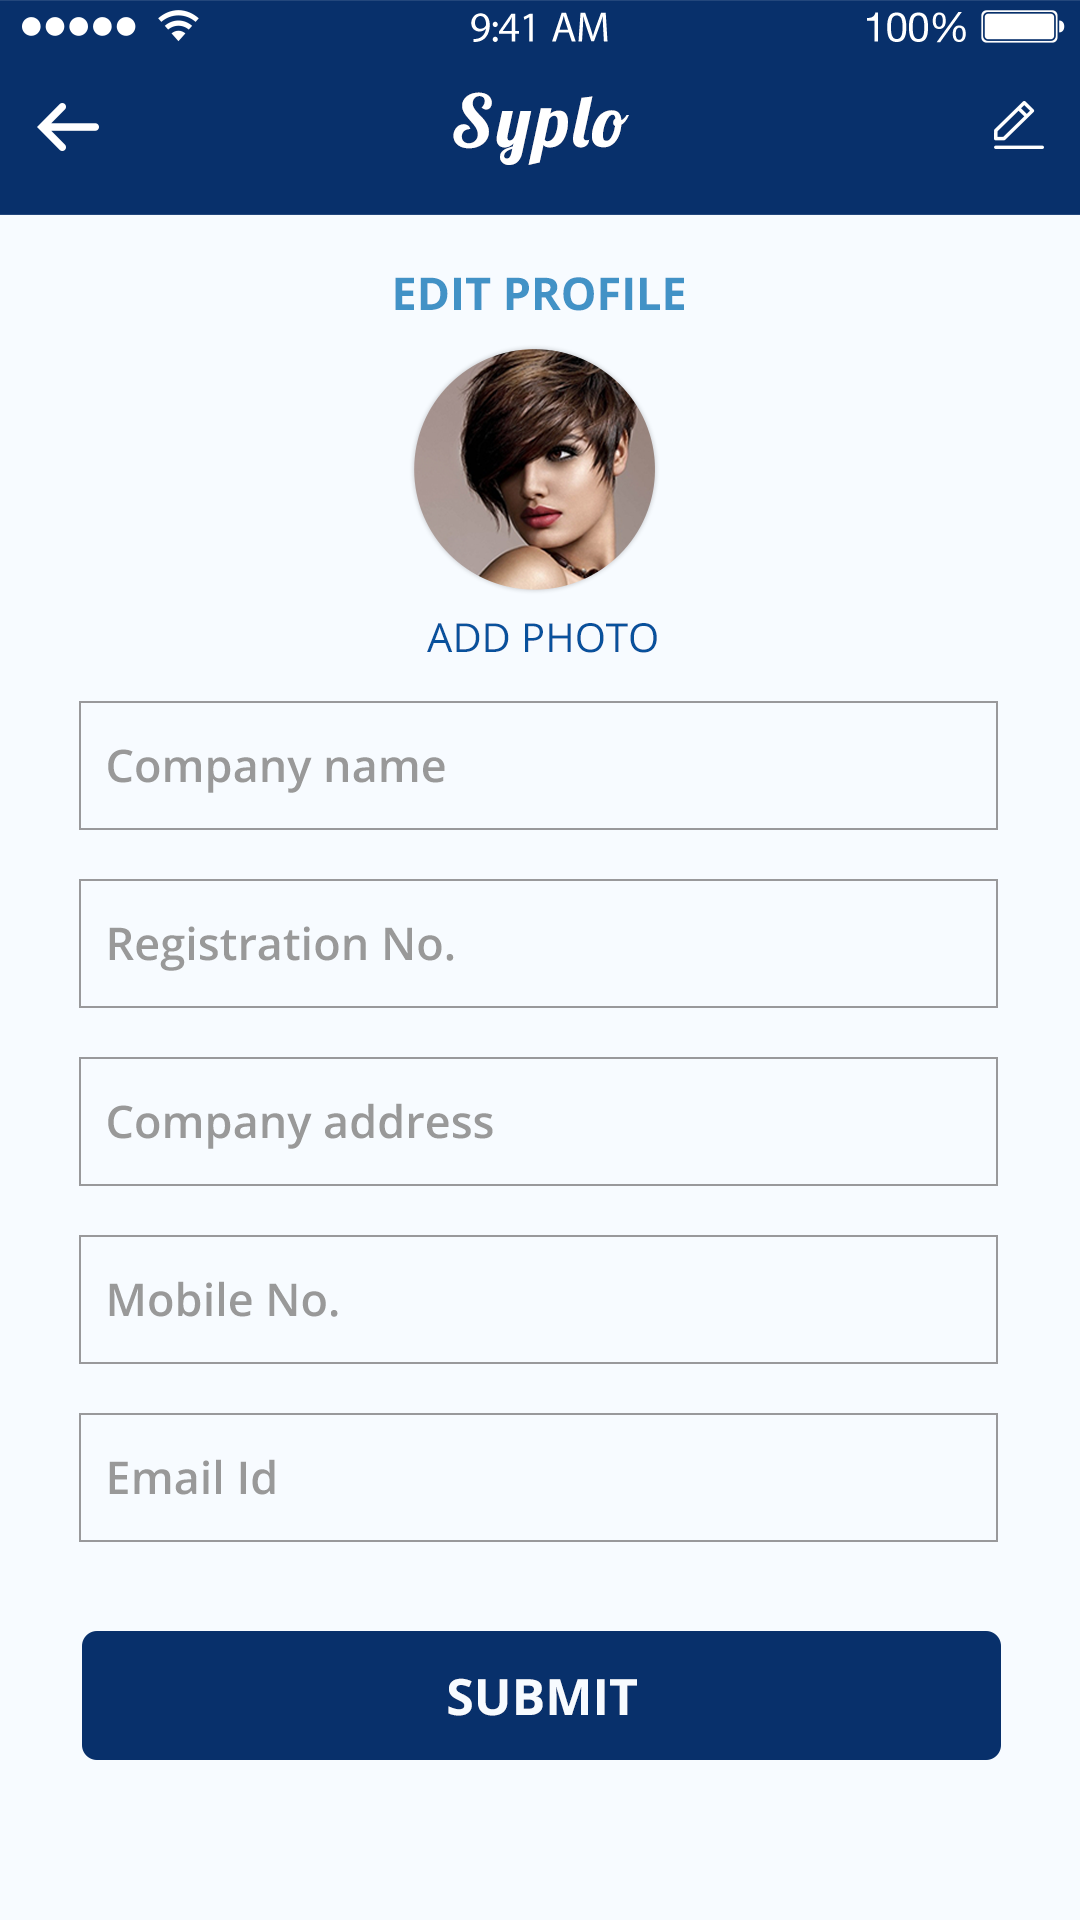 9:41 AM 100%
Syplo
EDIT PROFILE
ADD PHOTO
Company name
Registration No.
Company address
Mobile No.
Email Id
SUBMIT